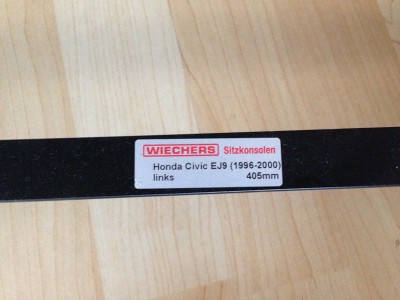 WIECHERS Sitzkonsolen
Honda Civic EJ9 (1996-2000)
links 405mm